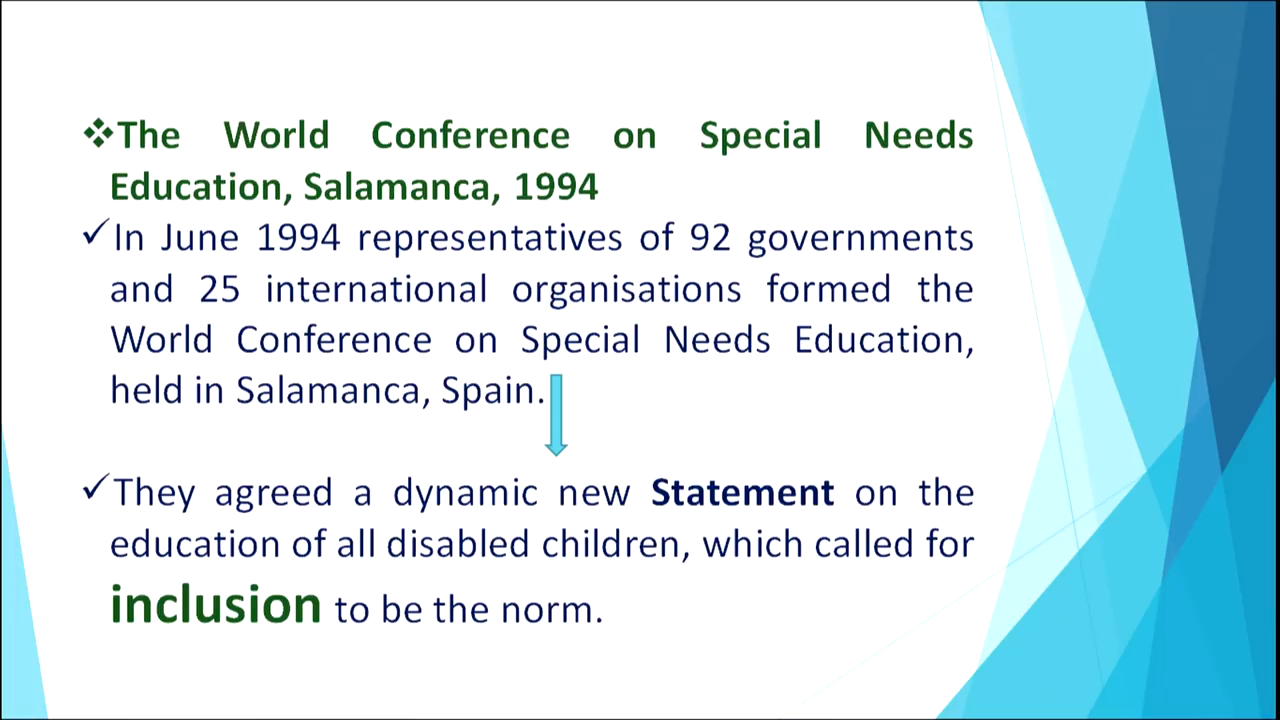 ❖The World Conference on Special Needs
Education, Salamanca, 1994
✓In June 1994 representatives of 92 governments
and 25 international organisations formed the
World Conference on Special Needs Education,
held in Salamanca, Spain.
✓They agreed a dynamic new Statement on the
education of all disabled children, which called for
inclusion to be the norm.